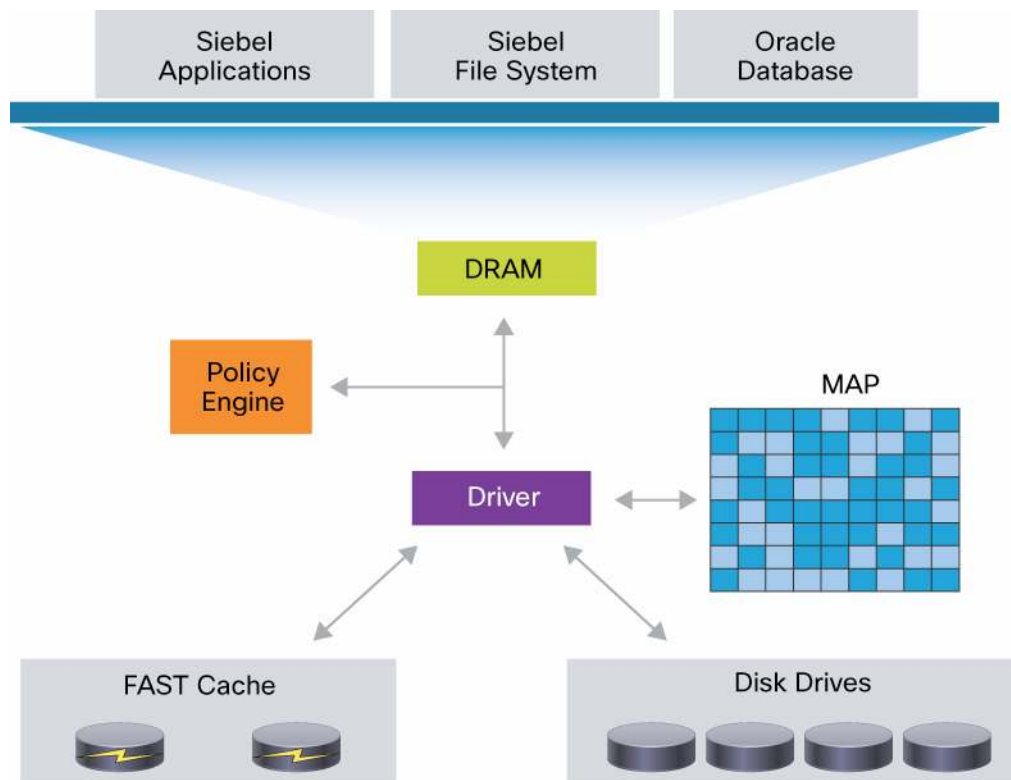 Siebel
Applications
Siebel
File System
Oracle
Database
DRAM
Policy
Engine
MAP
Driver
FAST Cache
Disk Drives